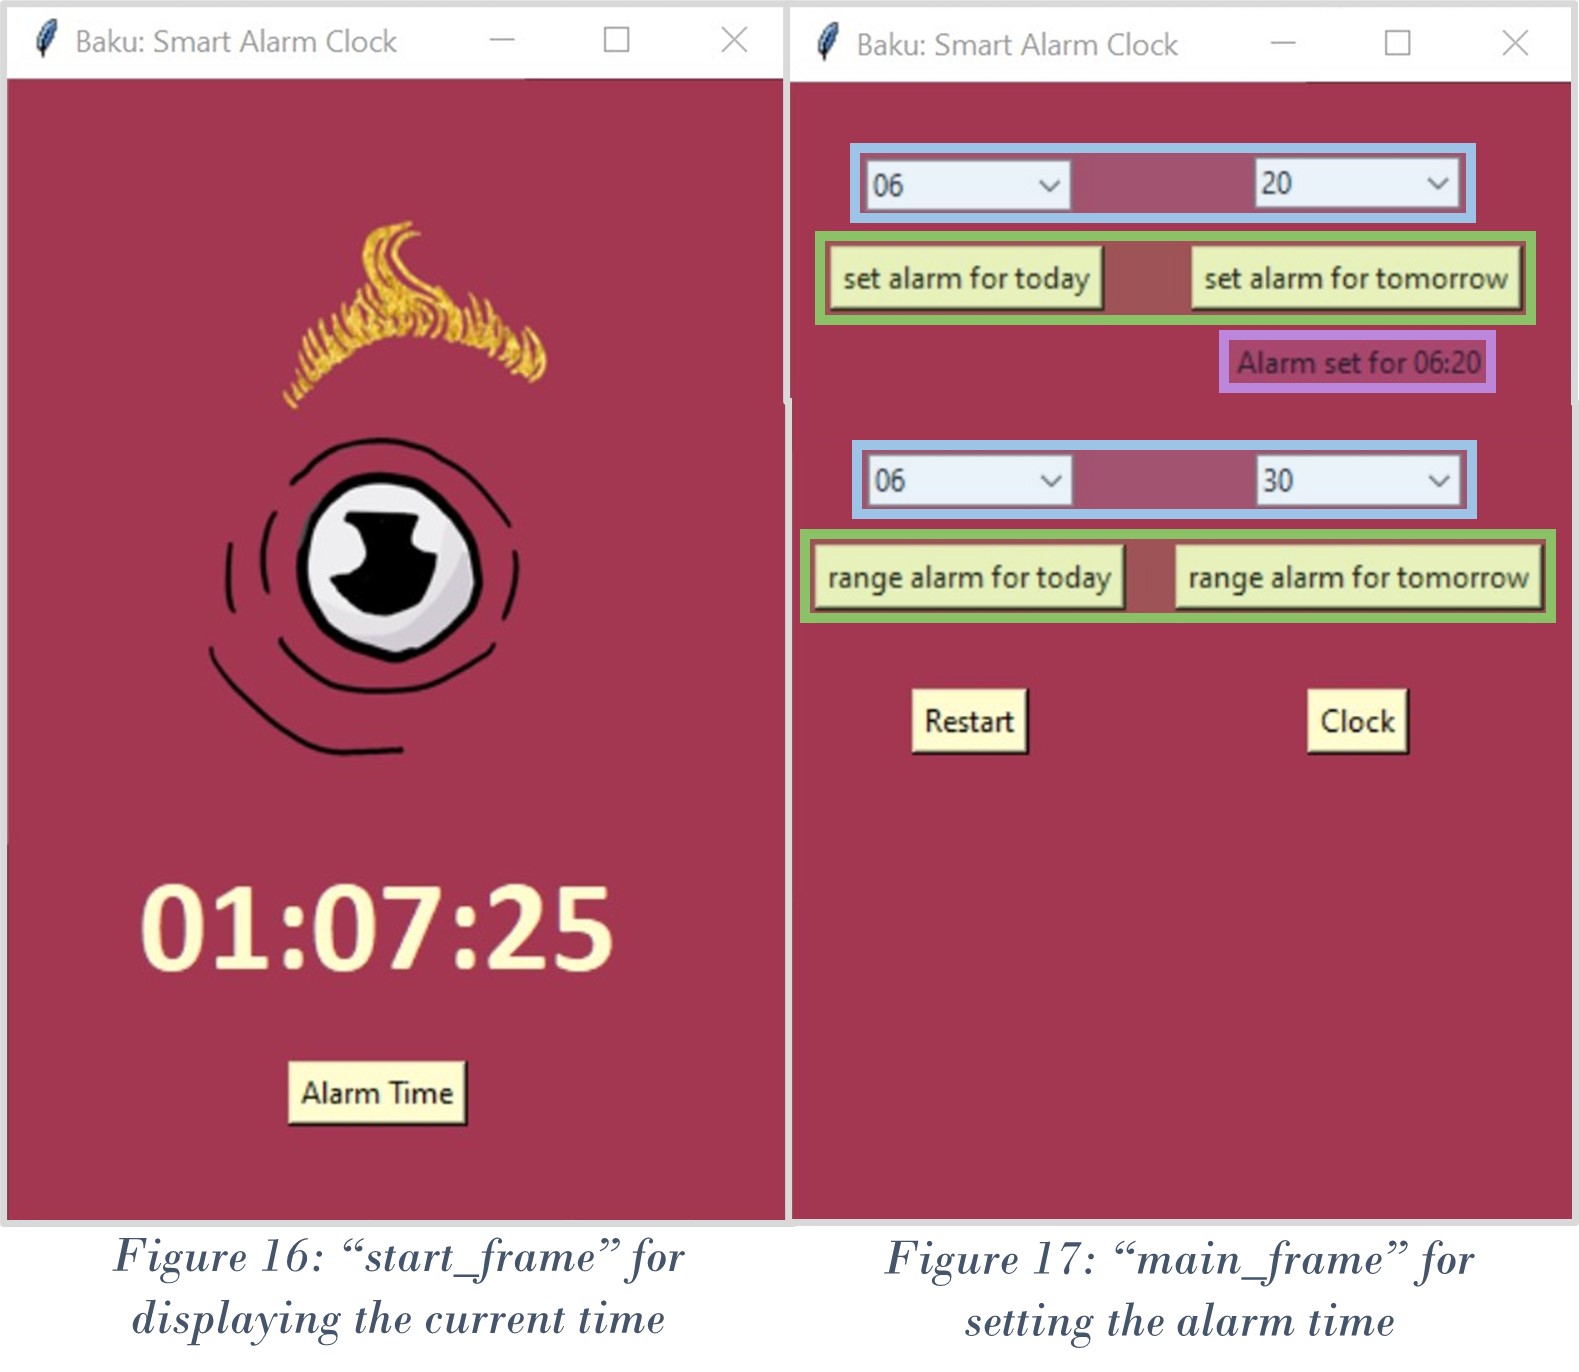 Baku: Smart Alarm Clock
01:07:25
Alarm Time
Figure 16: “start_frame” for
displaying the current time
Baku: Smart Alarm Clock
06 20
set alarm for today set alarm for tomorrow
Alarm set for 06:20
06 30
range alarm for today range alarm for tomorrow
Restart Clock
Figure 17: “main_frame” for
setting the alarm time